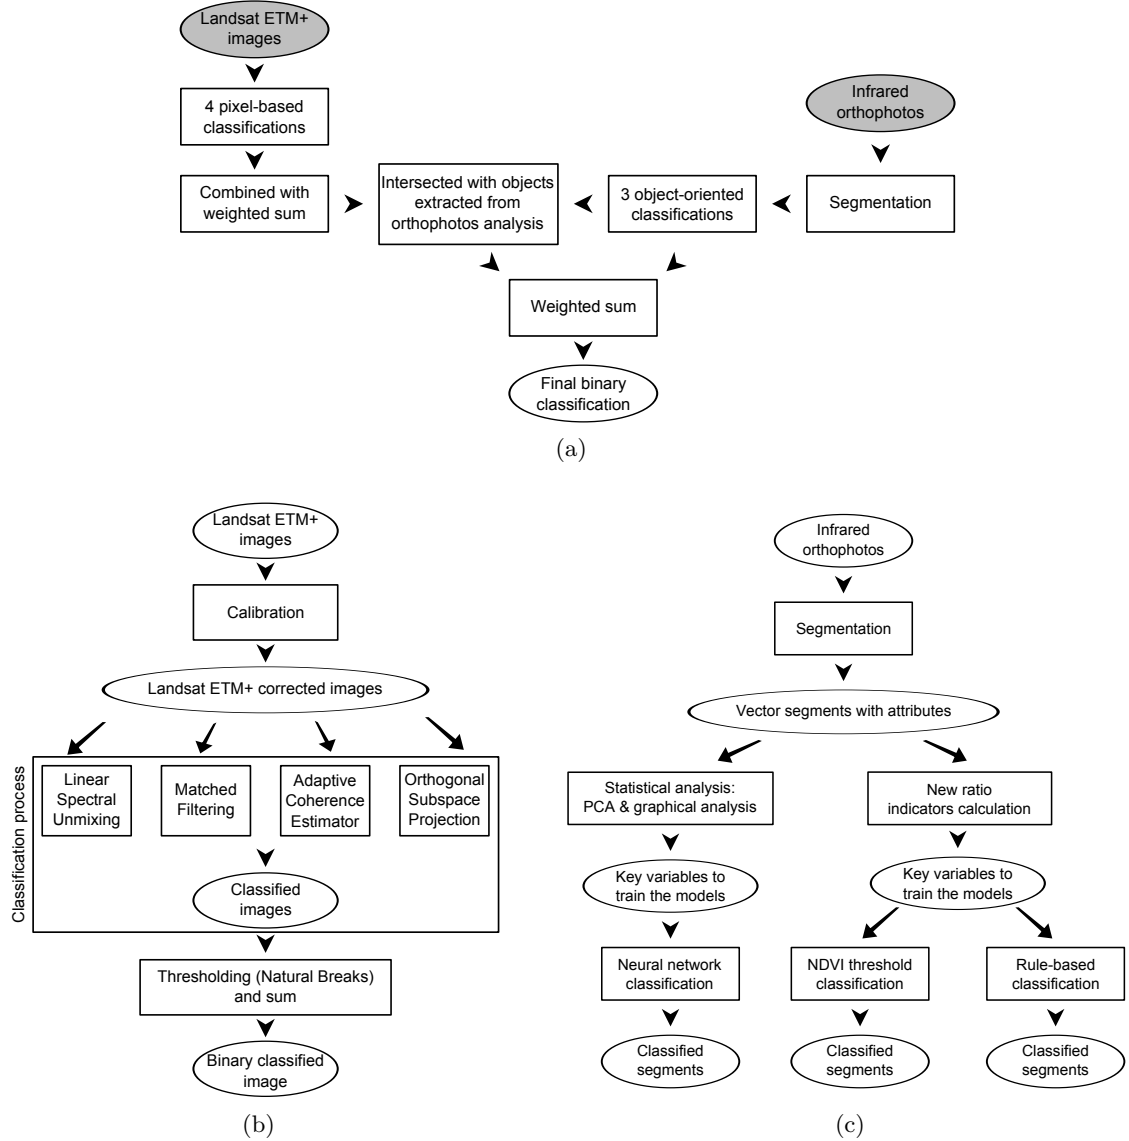 Landsat ETM+
images
4 pixel-based
classifications
Combined with
weighted sum
Intersected with objects
extracted from
orthophotos analysis
3 object-oriented
classifications
Infrared
orthophotos
Segmentation
Weighted sum
Final binary
classification
(a)
Landsat ETM+
images
Calibration
Landsat ETM+ corrected images
Classification process
Linear
Spectral
Unmixing
Matched
Filtering
Adaptive
Coherence
Estimator
Orthogonal
Subspace
Projection
Classified
images
Thresholding (Natural Breaks)
and sum
Binary classified
image
(b)
Infrared
orthophotos
Segmentation
Vector segments with attributes
Statistical analysis:
PCA & graphical analysis
New ratio
indicators calculation
Key variables to
train the models
Key variables to
train the models
Neural network
classification
NDVI threshold
classification
Rule-based
classification
Classified
segments
Classified
segments
Classified
segments
(c)